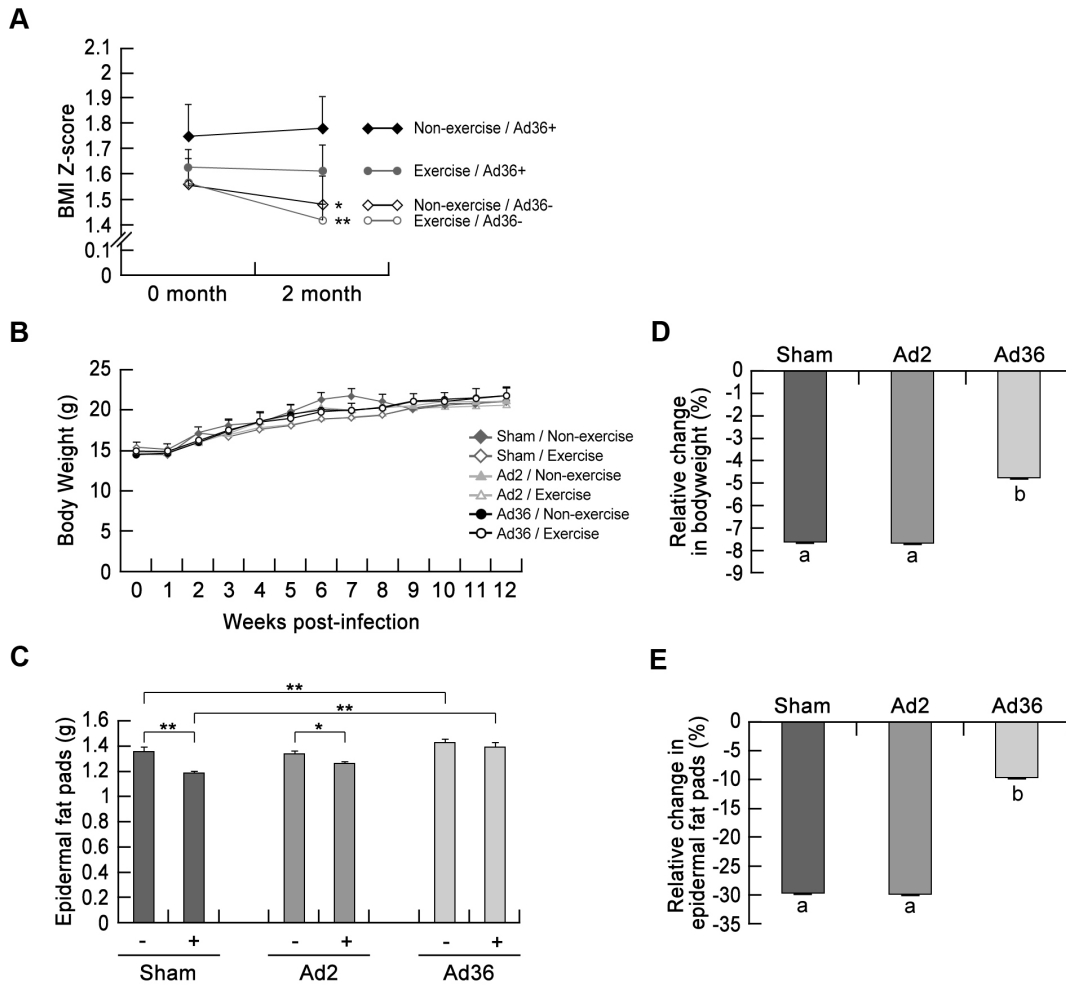 A
BMI Z-score
2.1
2
1.9
1.8
1.7
1.6
1.5
1.4
0.1
0
*
**
Non-exercise / Ad36+
Exercise / Ad36+
Non-exercise / Ad36-
Exercise / Ad36-
0 month 2 month
B
Body Weight (g)
25
20
15
10
5
0
Sham / Non-exercise
Sham / Exercise
Ad2 / Non-exercise
Ad2 / Exercise
Ad36 / Non-exercise
Ad36 / Exercise
0 1 2 3 4 5 6 7 8 9 10 11 12
Weeks post-infection
C
Epidermal fat pads (g)
1.6
1.4
1.2
1
0.8
0.6
0.4
0.2
0
**
**
**
*
- + - + - +
Sham Ad2 Ad36
D
Sham Ad2 Ad36
Relative change
in bodyweight (%)
0
-1
-2
-3
-4
-5
-6
-7
-8
-9
a a b
E
Sham Ad2 Ad36
Relative change in
epidermal fat pads (%)
0
-5
-10
-15
-20
-25
-30
-35
a a b